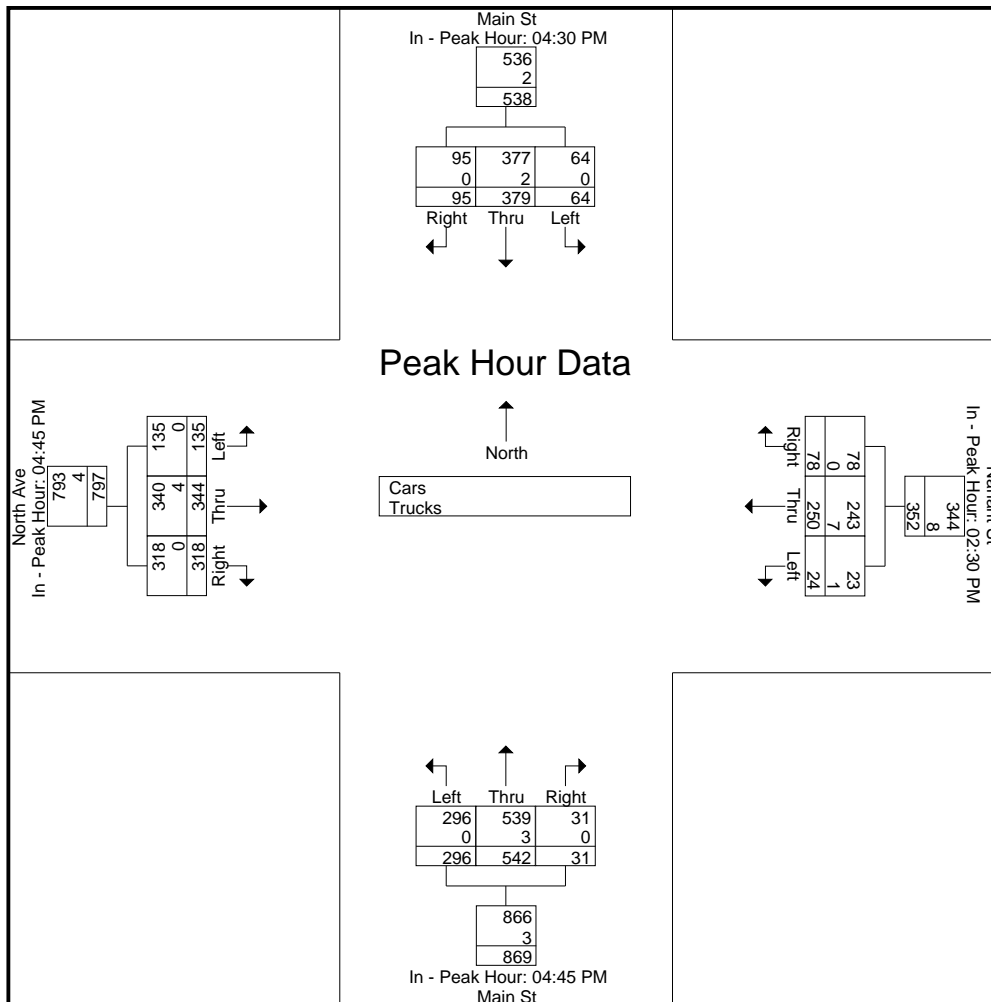 Main St
In - Peak Hour: 04:30 PM
536
2
538
95 377 64
0 2 0
95 379 64
Right Thru Left
Peak Hour Data
North
Cars
Trucks
North Ave
In - Peak Hour: 04:45 PM
793
4
797
135 340 318
0 4 0
135 344 318
Left Thru Right
In - Peak Hour: 02:30 PM
344
8
352
78 243 23
0 7 1
78 250 24
Right Thru Left
Left Thru Right
296 539 31
0 3 0
296 542 31
866
3
869
In - Peak Hour: 04:45 PM
Main St